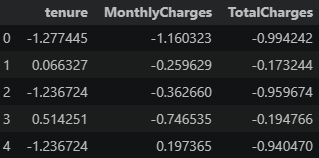 tenure MonthlyCharges TotalCharges
0 -1.277445 -1.160323 -0.994242
1 0.066327 -0.259629 -0.173244
2 -1.236724 -0.362660 -0.959674
3 0.514251 -0.746535 -0.194766
4 -1.236724 0.197365 -0.940470